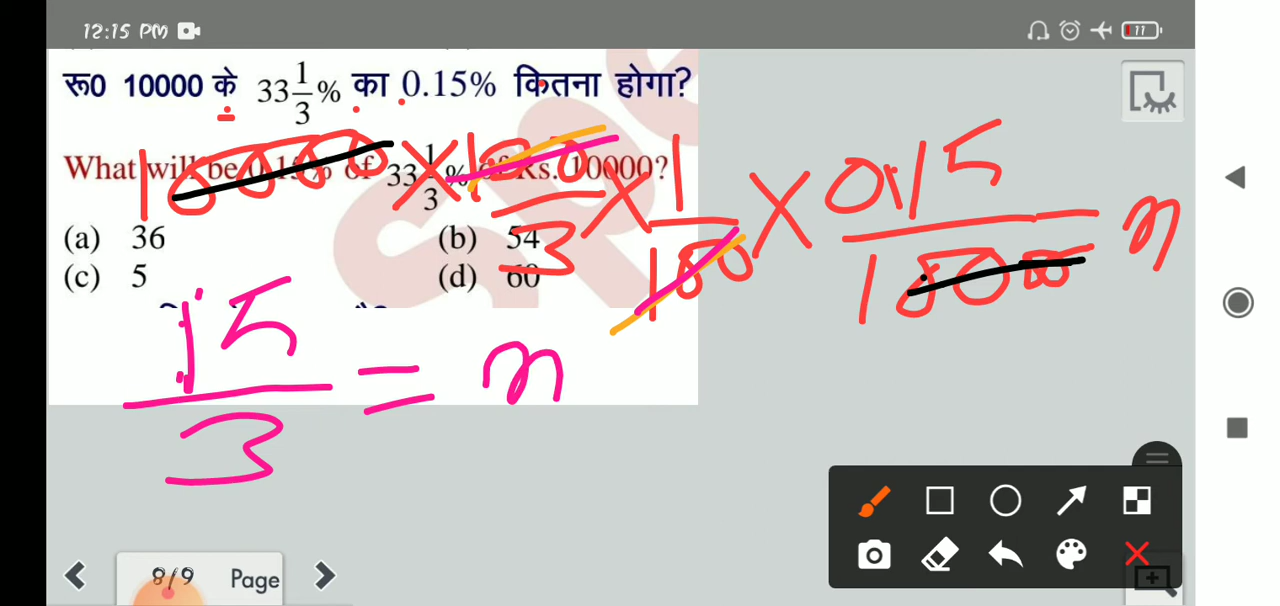 12:15 PM
11
रू0 10000 के 33 1/3 % का 0.15% कितना होगा?
What will be 0.15% of 33 1/3 % of Rs. 10000?
10000 × 100/3 × 1/100 × 0.15/10000 = x
(a) 36 (b) 54
(c) 5 (d) 60
15/3 = x
8/9 Page